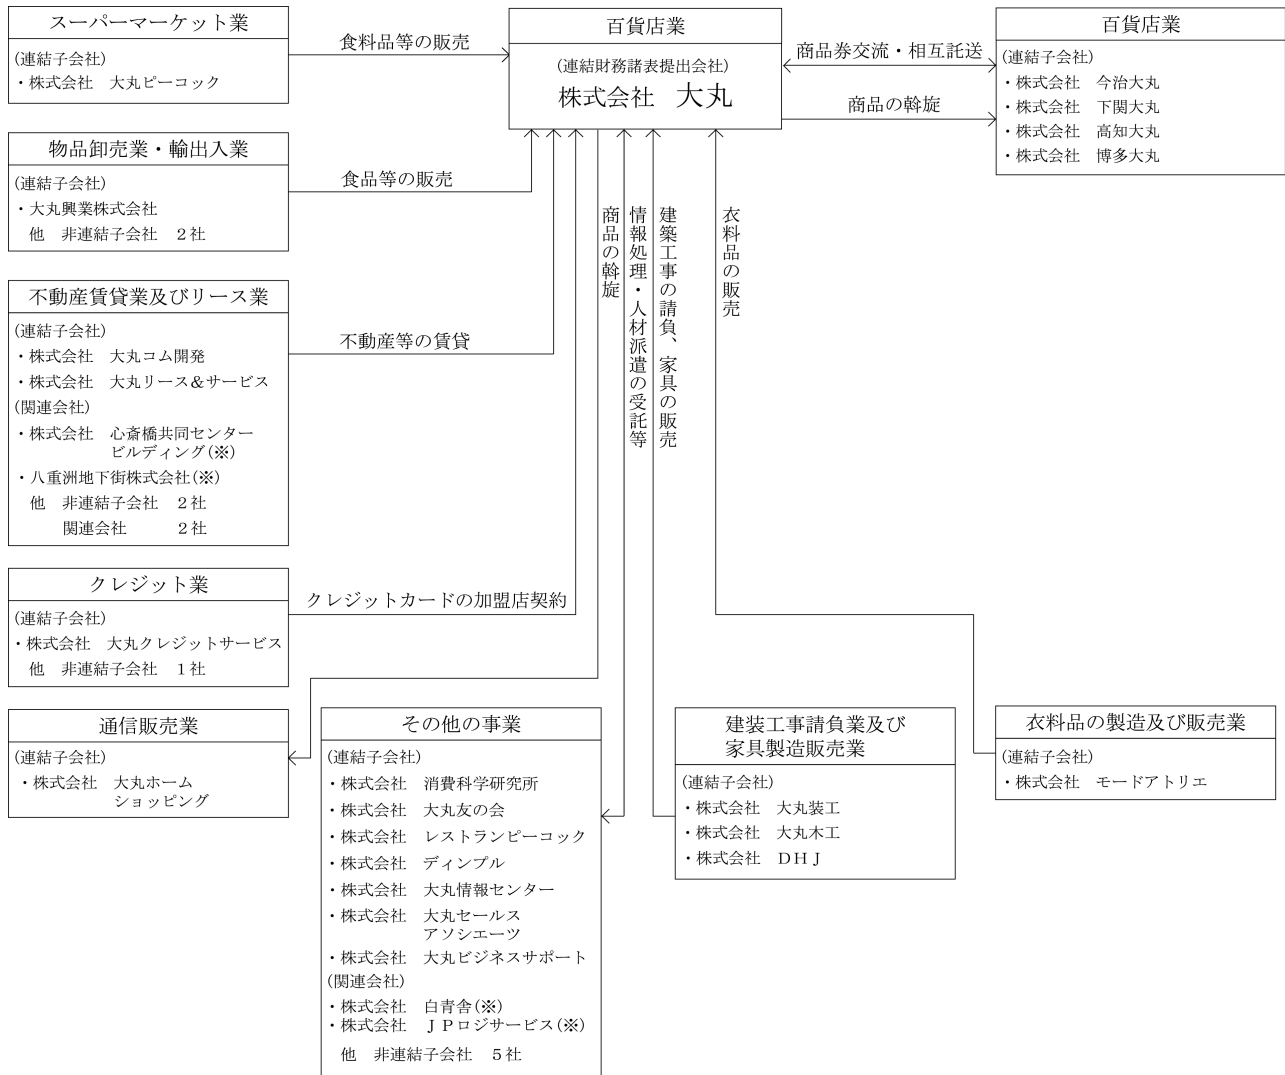 スーパーマーケット業
(連結子会社)
・株式会社　大丸ピーコック
食料品等の販売
百貨店業
(連結財務諸表提出会社)
株式会社　大丸
商品券交流・相互託送
商品の斡旋
百貨店業
(連結子会社)
・株式会社　今治大丸
・株式会社　下関大丸
・株式会社　高知大丸
・株式会社　博多大丸
物品卸売業・輸出入業
(連結子会社)
・大丸興業株式会社
他　非連結子会社　２社
食品等の販売
不動産賃貸業及びリース業
(連結子会社)
・株式会社　大丸コム開発
・株式会社　大丸リース＆サービス
(関連会社)
・株式会社　心斎橋共同センター
ビルディング(※)
・八重洲地下街株式会社(※)
他　非連結子会社　２社
関連会社　２社
不動産等の賃貸
商品の斡旋
情報処理・人材派遣の受託等
建築工事の請負、家具の販売
衣料品の販売
クレジット業
(連結子会社)
・株式会社　大丸クレジットサービス
他　非連結子会社　１社
クレジットカードの加盟店契約
通信販売業
(連結子会社)
・株式会社　大丸ホーム
ショッピング
その他の事業
(連結子会社)
・株式会社　消費科学研究所
・株式会社　大丸友の会
・株式会社　レストランピーコック
・株式会社　ディンプル
・株式会社　大丸情報センター
・株式会社　大丸セールス
アソシエーツ
・株式会社　大丸ビジネスサポート
(関連会社)
・株式会社　白青舎(※)
・株式会社　ＪＰロジサービス(※)
他　非連結子会社　５社
建装工事請負業及び
家具製造販売業
(連結子会社)
・株式会社　大丸装工
・株式会社　大丸木工
・株式会社　ＤＨＪ
衣料品の製造及び販売業
(連結子会社)
・株式会社　モードアトリエ